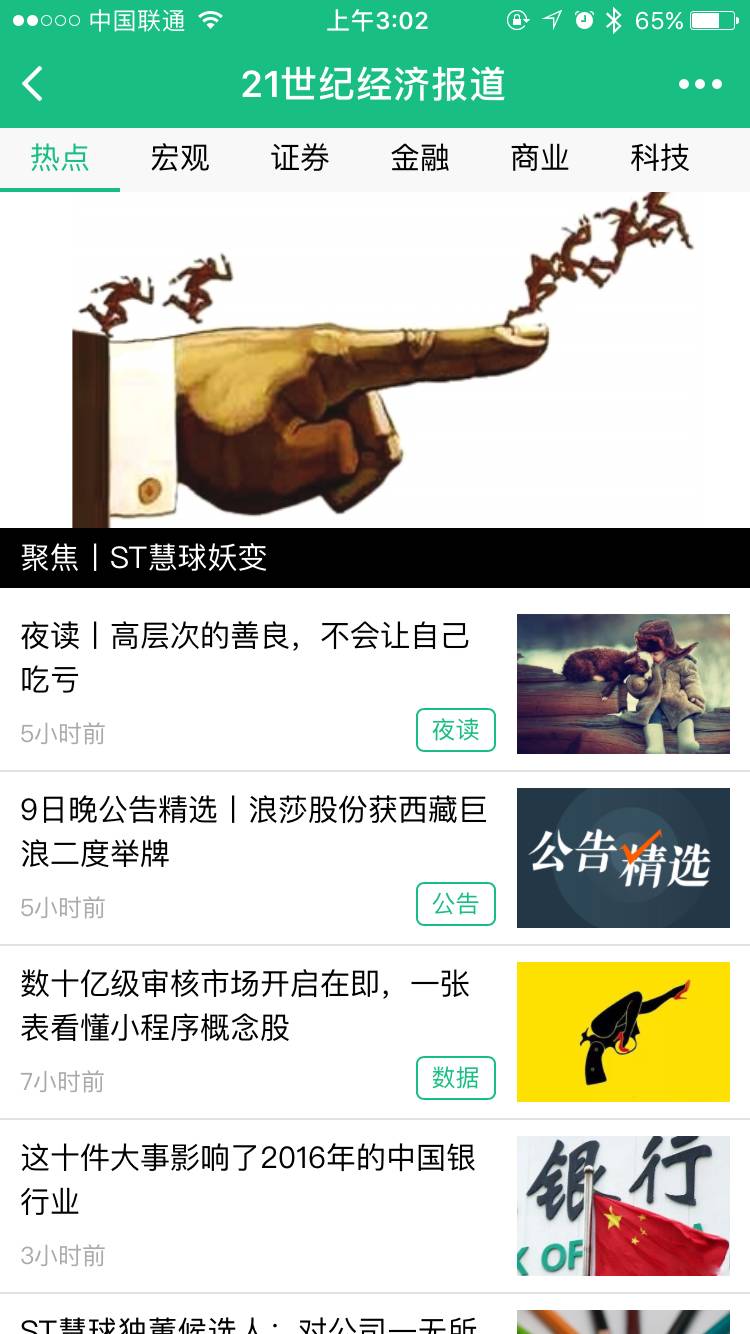 中国联通 上午3:02 65%
21世纪经济报道
热点 宏观 证券 金融 商业 科技
聚焦丨ST慧球妖变
夜读丨高层次的善良，不会让自己
吃亏
5小时前 夜读
9日晚公告精选丨浪莎股份获西藏巨
浪二度举牌
5小时前 公告
公告精选
数十亿级审核市场开启在即，一张
表看懂小程序概念股
7小时前 数据
这十件大事影响了2016年的中国银
行业
3小时前
银行
K OF
ST慧球独董候选人：对公司一无所